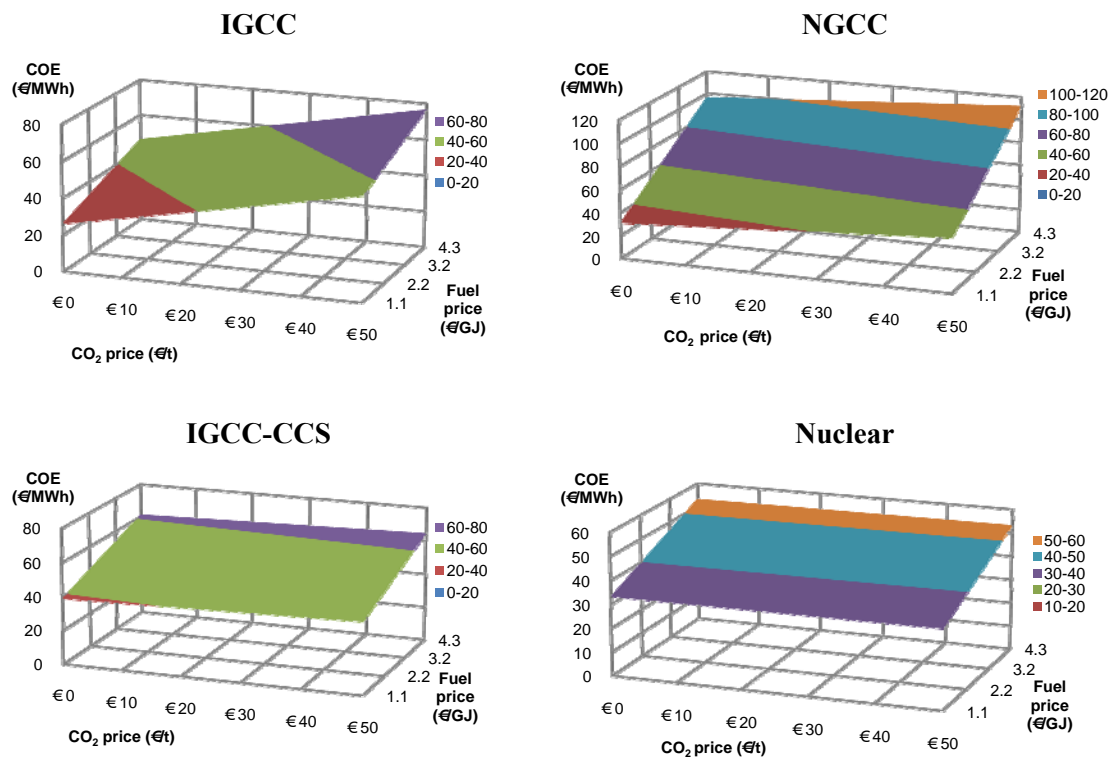 IGCC
COE
(€/MWh)
80
60
40
20
0
€0
€10
€20
€30
€40
€50
CO₂ price (€/t)
4.3
3.2
2.2
1.1
Fuel
price
(€/GJ)
60-80
40-60
20-40
0-20
NGCC
COE
(€/MWh)
120
100
80
60
40
20
0
€0
€10
€20
€30
€40
€50
CO₂ price (€/t)
4.3
3.2
2.2
1.1
Fuel
price
(€/GJ)
100-120
80-100
60-80
40-60
20-40
0-20
IGCC-CCS
COE
(€/MWh)
80
60
40
20
0
€0
€10
€20
€30
€40
€50
CO₂ price (€/t)
4.3
3.2
2.2
1.1
Fuel
price
(€/GJ)
60-80
40-60
20-40
0-20
Nuclear
COE
(€/MWh)
60
50
40
30
20
10
0
€0
€10
€20
€30
€40
€50
CO₂ price (€/t)
4.3
3.2
2.2
1.1
Fuel
price
(€/GJ)
50-60
40-50
30-40
20-30
10-20